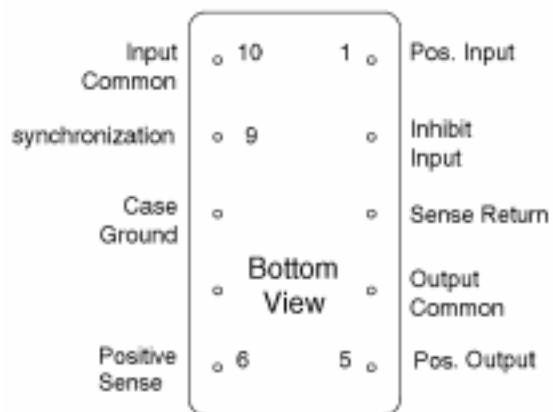 Input
Common
10
1
Pos. Input
synchronization
9
Inhibit
Input
Case
Ground
Sense Return
Bottom
View
Output
Common
Positive
Sense
6
5
Pos. Output